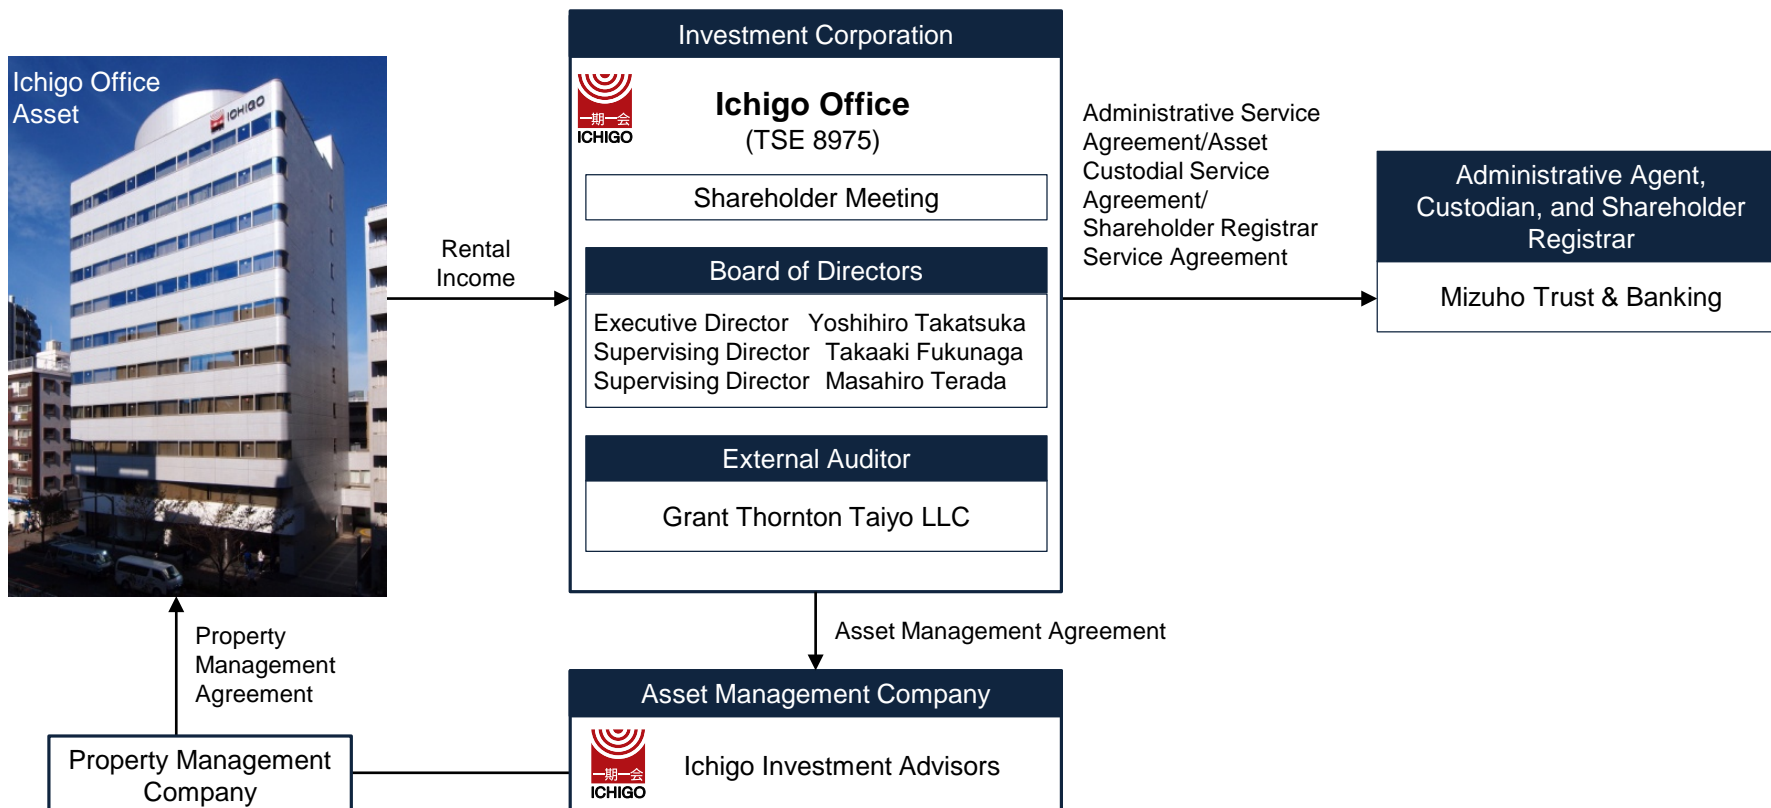 Ichigo Office
Asset
ICHIGO
Rental
Income
Property
Management
Agreement
Property Management
Company
Investment Corporation
一期一会
ICHIGO
Ichigo Office
(TSE 8975)
Shareholder Meeting
Board of Directors
Executive Director Yoshihiro Takatsuka
Supervising Director Takaaki Fukunaga
Supervising Director Masahiro Terada
External Auditor
Grant Thornton Taiyo LLC
Asset Management Agreement
Asset Management Company
一期一会
ICHIGO
Ichigo Investment Advisors
Administrative Service
Agreement/Asset
Custodial Service
Agreement/
Shareholder Registrar
Service Agreement
Administrative Agent,
Custodian, and Shareholder
Registrar
Mizuho Trust & Banking